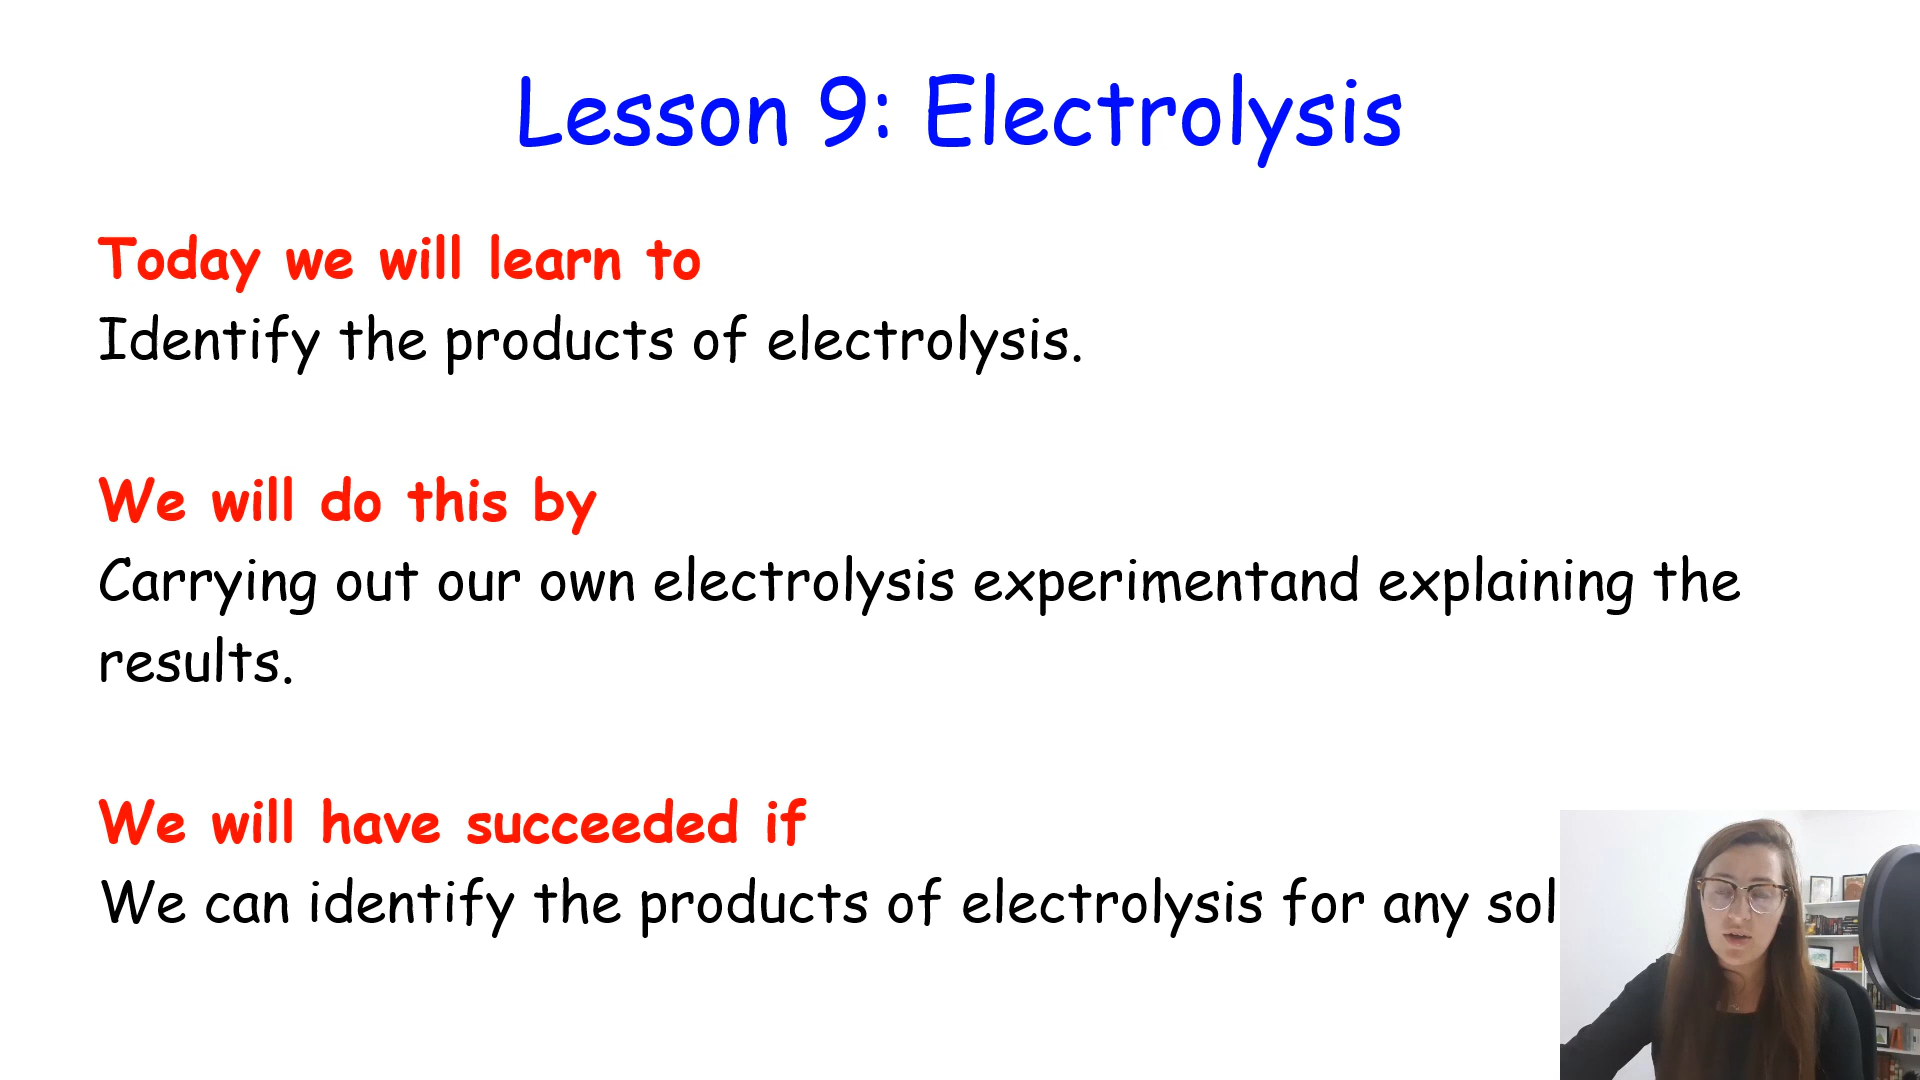 Lesson 9: Electrolysis
Today we will learn to
Identify the products of electrolysis.
We will do this by
Carrying out our own electrolysis experimentand explaining the
results.
We will have succeeded if
We can identify the products of electrolysis for any sol